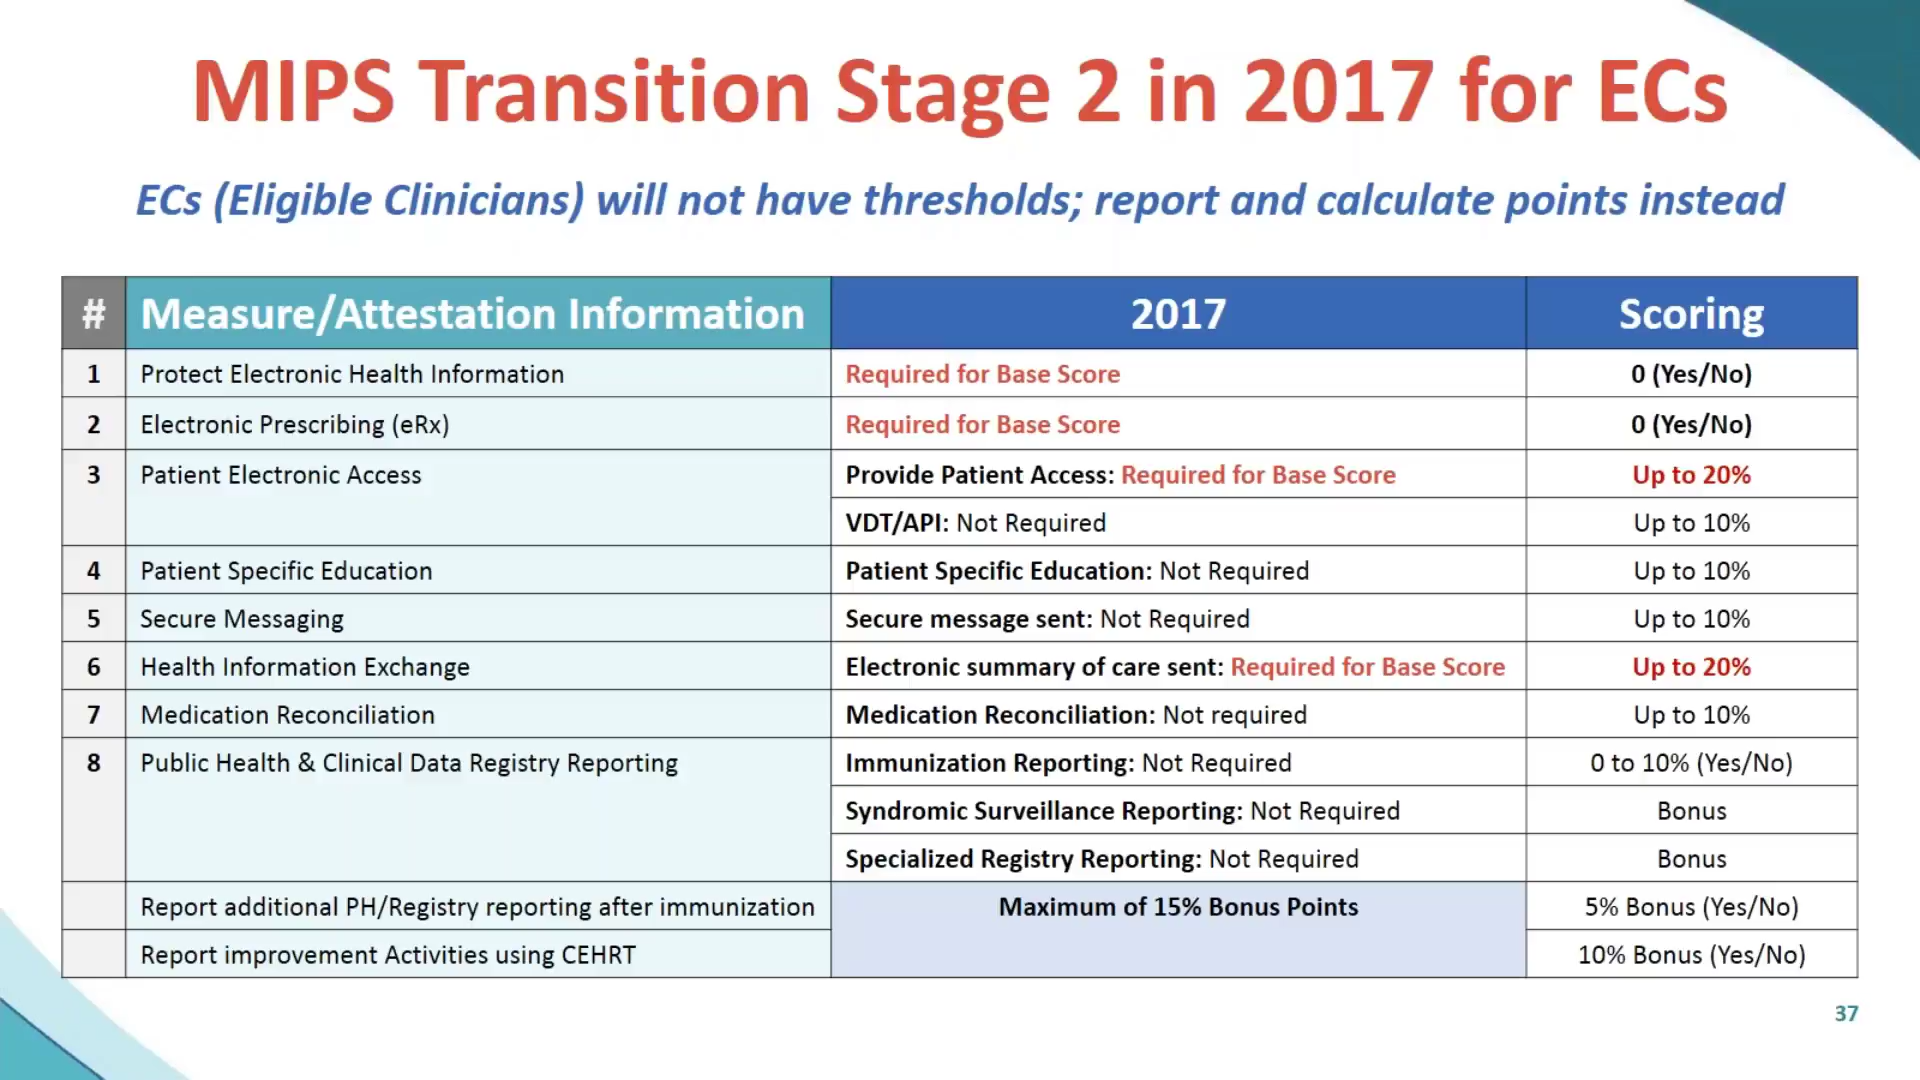 MIPS Transition Stage 2 in 2017 for ECs
ECs (Eligible Clinicians) will not have thresholds; report and calculate points instead
# Measure/Attestation Information 2017 Scoring
1 Protect Electronic Health Information Required for Base Score 0 (Yes/No)
2 Electronic Prescribing (eRx) Required for Base Score 0 (Yes/No)
3 Patient Electronic Access Provide Patient Access: Required for Base Score Up to 20%
VDT/API: Not Required Up to 10%
4 Patient Specific Education Patient Specific Education: Not Required Up to 10%
5 Secure Messaging Secure message sent: Not Required Up to 10%
6 Health Information Exchange Electronic summary of care sent: Required for Base Score Up to 20%
7 Medication Reconciliation Medication Reconciliation: Not required Up to 10%
8 Public Health & Clinical Data Registry Reporting Immunization Reporting: Not Required 0 to 10% (Yes/No)
Syndromic Surveillance Reporting: Not Required Bonus
Specialized Registry Reporting: Not Required Bonus
Report additional PH/Registry reporting after immunization Maximum of 15% Bonus Points 5% Bonus (Yes/No)
Report improvement Activities using CEHRT 10% Bonus (Yes/No)
37